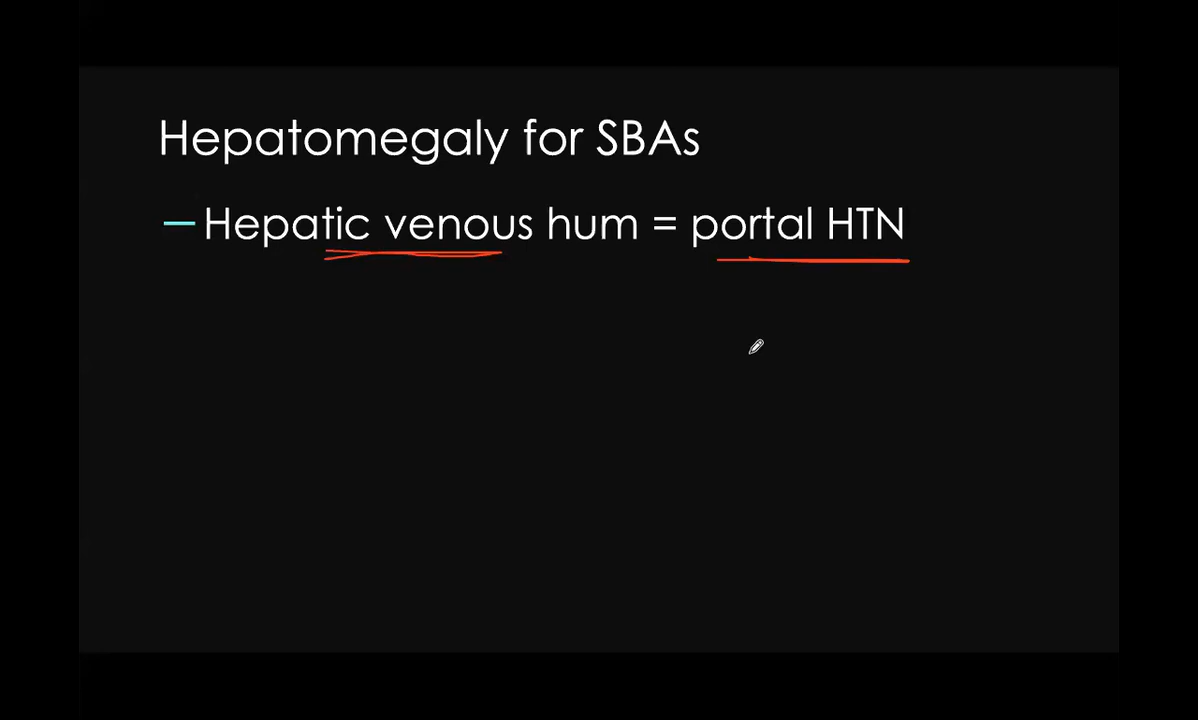 Hepatomegaly for SBAs
– Hepatic venous hum = portal HTN